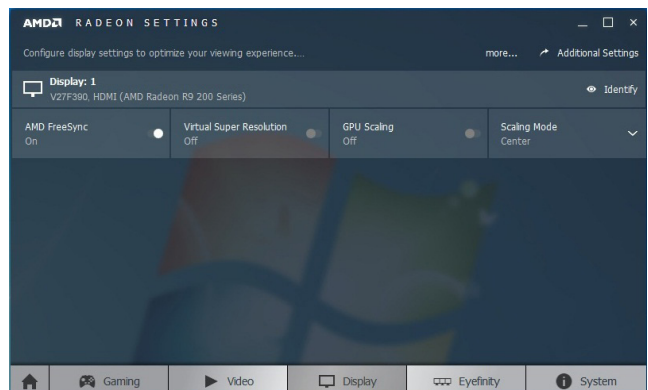 AMD RADEON SETTINGS
Configure display settings to optimize your viewing experience....
more...
Additional Settings
Display: 1
V27F390, HDMI (AMD Radeon R9 200 Series)
Identify
AMD FreeSync
On
Virtual Super Resolution
Off
GPU Scaling
Off
Scaling Mode
Center
Gaming
Video
Display
Eyefinity
System